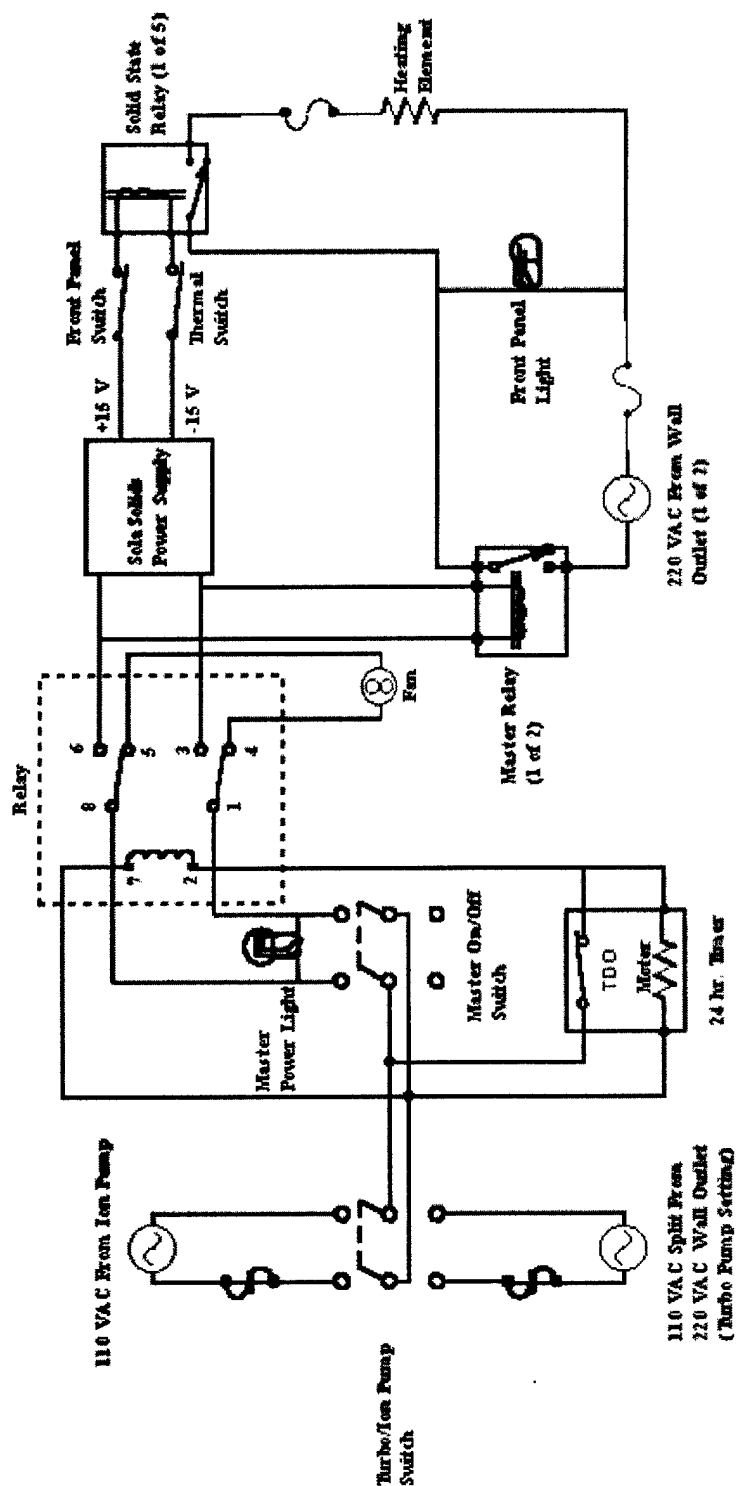 110 VAC From Ion Pump
Turbo/Ion Pump
Switch
110 VAC Split From
220 VAC Wall Outlet
(Turbo Pump Setting)
Master
Power Light
Master On/Off
Switch
TDO
Motor
24 hr. Timer
Relay
7
2
8
1
6
5
3
4
Fan
Master Relay
(1 of 2)
Sola Solids
Power Supply
+15 V
-15 V
Front Panel
Switch
Thermal
Switch
Solid State
Relay (1 of 5)
Heating
Element
Front Panel
Light
220 VAC From Wall
Outlet (1 of 2)